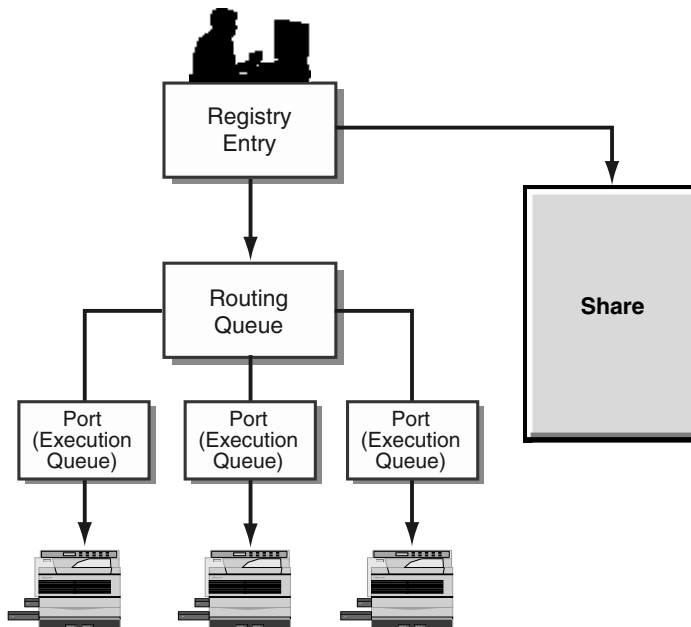 Registry
Entry
Share
Routing
Queue
Port
(Execution
Queue)
Port
(Execution
Queue)
Port
(Execution
Queue)